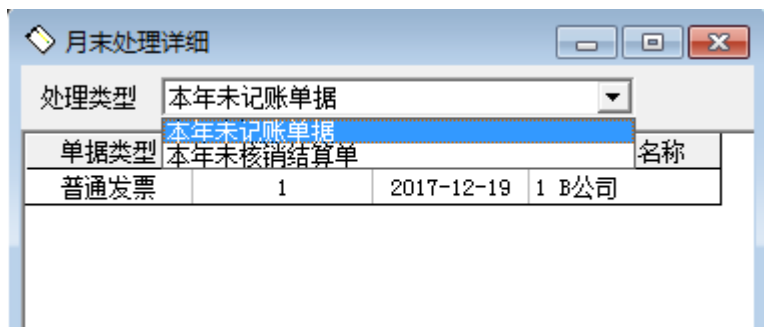 月末处理详细
处理类型 本年未记账单据
本年未记账单据
单据类型 本年未核销结算单 名称
普通发票 1 2017-12-19 1 B公司